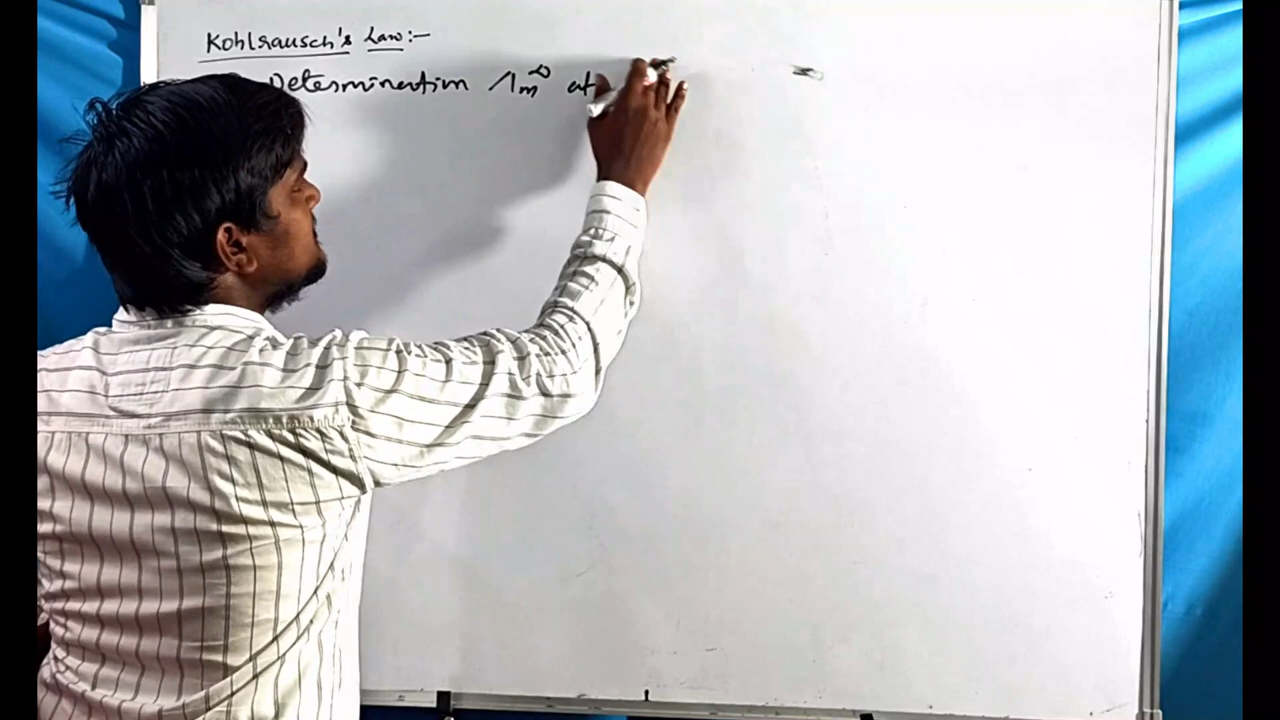 Kohlrausch's Law :-
Determination Λm∞ at